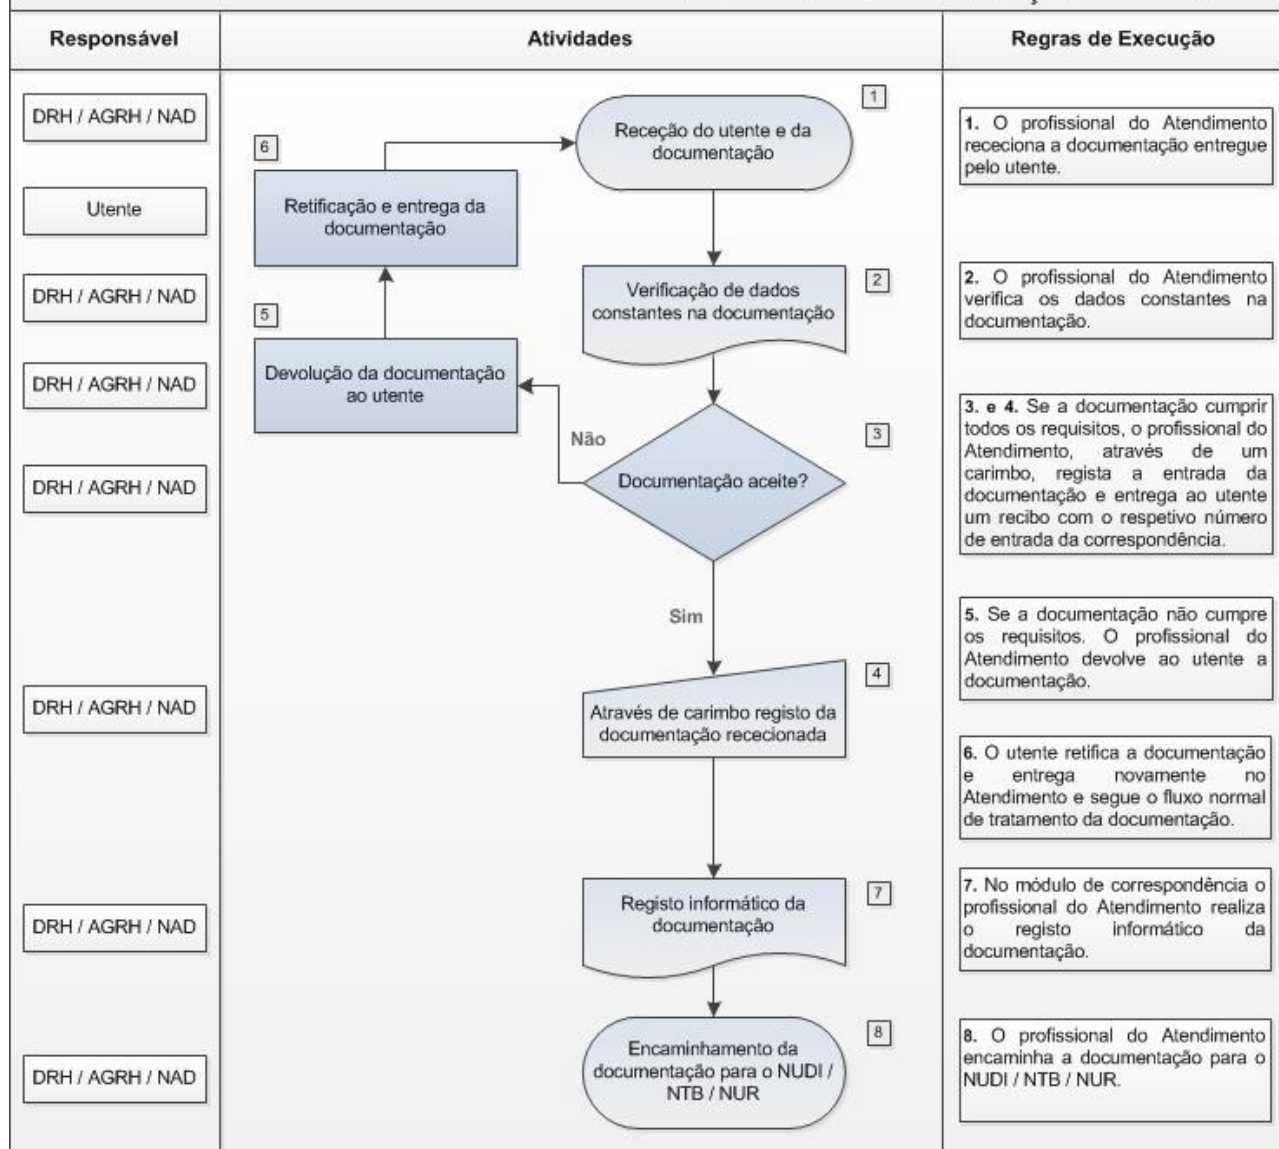 Responsável
Atividades
Regras de Execução
DRH / AGRH / NAD
Utente
DRH / AGRH / NAD
DRH / AGRH / NAD
DRH / AGRH / NAD
DRH / AGRH / NAD
DRH / AGRH / NAD
DRH / AGRH / NAD
1
Receção do utente e da
documentação
6
Retificação e entrega da
documentação
2
Verificação de dados
constantes na documentação
5
Devolução da documentação
ao utente
Não
3
Documentação aceite?
Sim
4
Através de carimbo registo da
documentação rececionada
7
Registo informático da
documentação
8
Encaminhamento da
documentação para o NUDI /
NTB / NUR
1. O profissional do Atendimento
receciona a documentação entregue
pelo utente.
2. O profissional do Atendimento
verifica os dados constantes na
documentação.
3. e 4. Se a documentação cumprir
todos os requisitos, o profissional do
Atendimento, através de um
carimbo, regista a entrada da
documentação e entrega ao utente
um recibo com o respetivo número
de entrada da correspondência.
5. Se a documentação não cumpre
os requisitos. O profissional do
Atendimento devolve ao utente a
documentação.
6. O utente retifica a documentação
e entrega novamente no
Atendimento e segue o fluxo normal
de tratamento da documentação.
7. No módulo de correspondência o
profissional do Atendimento realiza
o registo informático da
documentação.
8. O profissional do Atendimento
encaminha a documentação para o
NUDI / NTB / NUR.